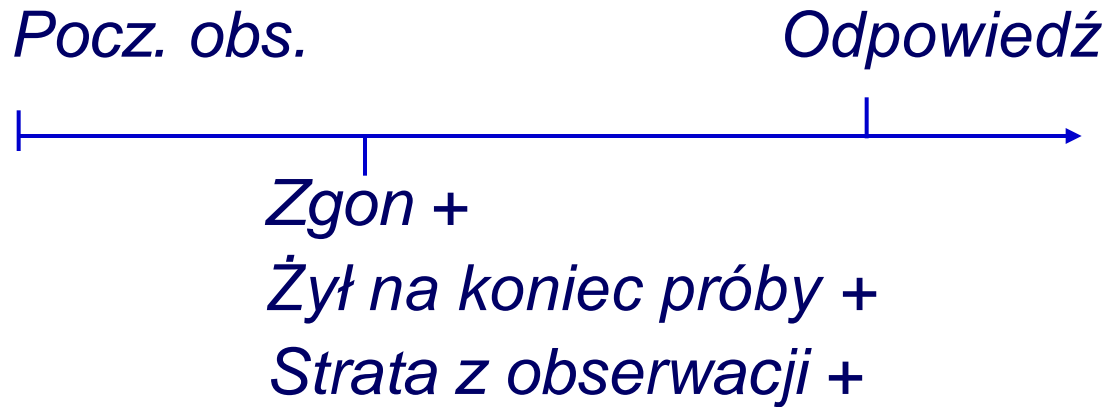 Pocz. obs. Odpowiedź
Zgon +
Żył na koniec próby +
Strata z obserwacji +